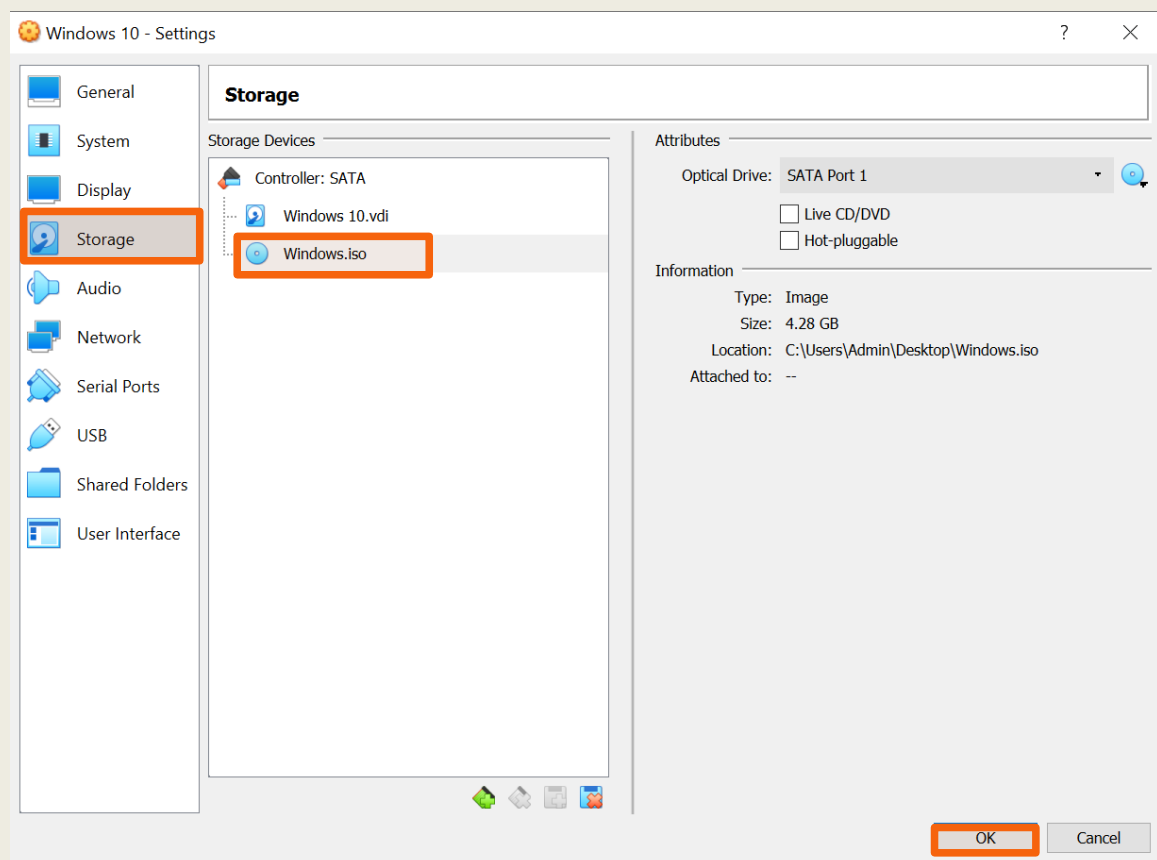 Windows 10 - Settings
?
General
System
Display
Storage
Audio
Network
Serial Ports
USB
Shared Folders
User Interface
Storage
Storage Devices
Controller: SATA
Windows 10.vdi
Windows.iso
Attributes
Optical Drive: SATA Port 1
Live CD/DVD
Hot-pluggable
Information
Type: Image
Size: 4.28 GB
Location: C:\Users\Admin\Desktop\Windows.iso
Attached to: --
OK
Cancel